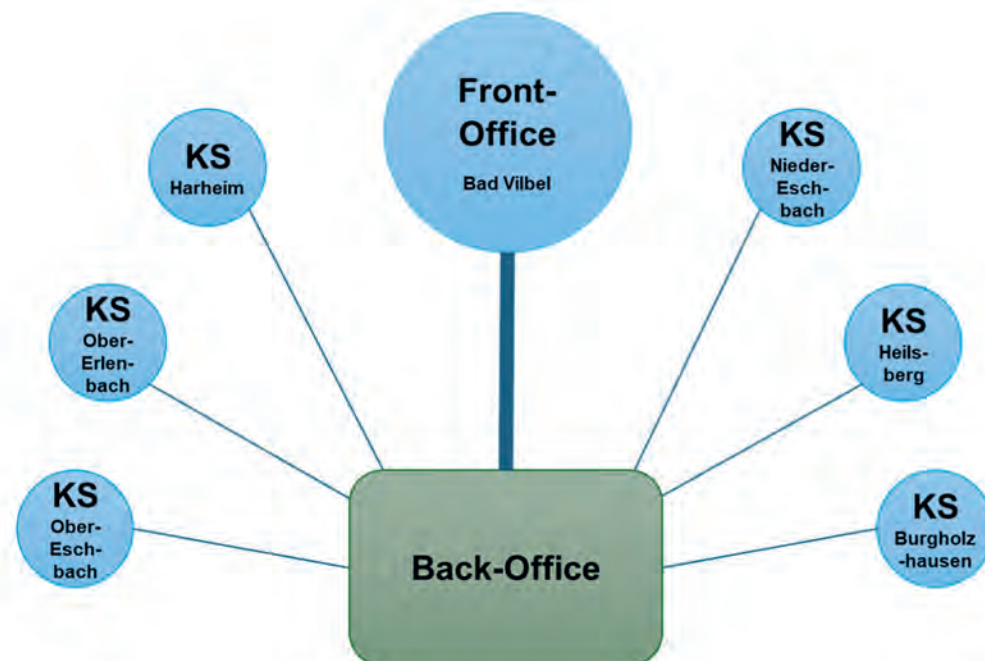 Front-
Office
Bad Vilbel
KS
Harheim
KS
Nieder-
Esch-
bach
KS
Ober-
Erlen-
bach
KS
Heils-
berg
KS
Ober-
Esch-
bach
KS
Burgholz
-hausen
Back-Office